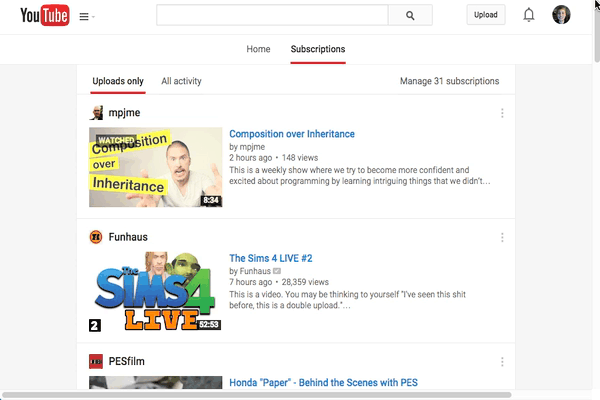 YouTube
Upload
Home
Subscriptions
Uploads only
All activity
Manage 31 subscriptions
mpjme
WATCHED
Composition
over
Inheritance
8:34
Composition over Inheritance
by mpjme
2 hours ago • 148 views
This is a weekly show where we try to become more confident and
excited about programming by learning intriguing things that we didn't...
Funhaus
The
SIMS 4
LIVE
2
52:53
The Sims 4 LIVE #2
by Funhaus
7 hours ago • 28,359 views
This is a video. You may be thinking to yourself "I've seen this shit
before, this is a double upload."...
PESfilm
Honda "Paper" - Behind the Scenes with PES